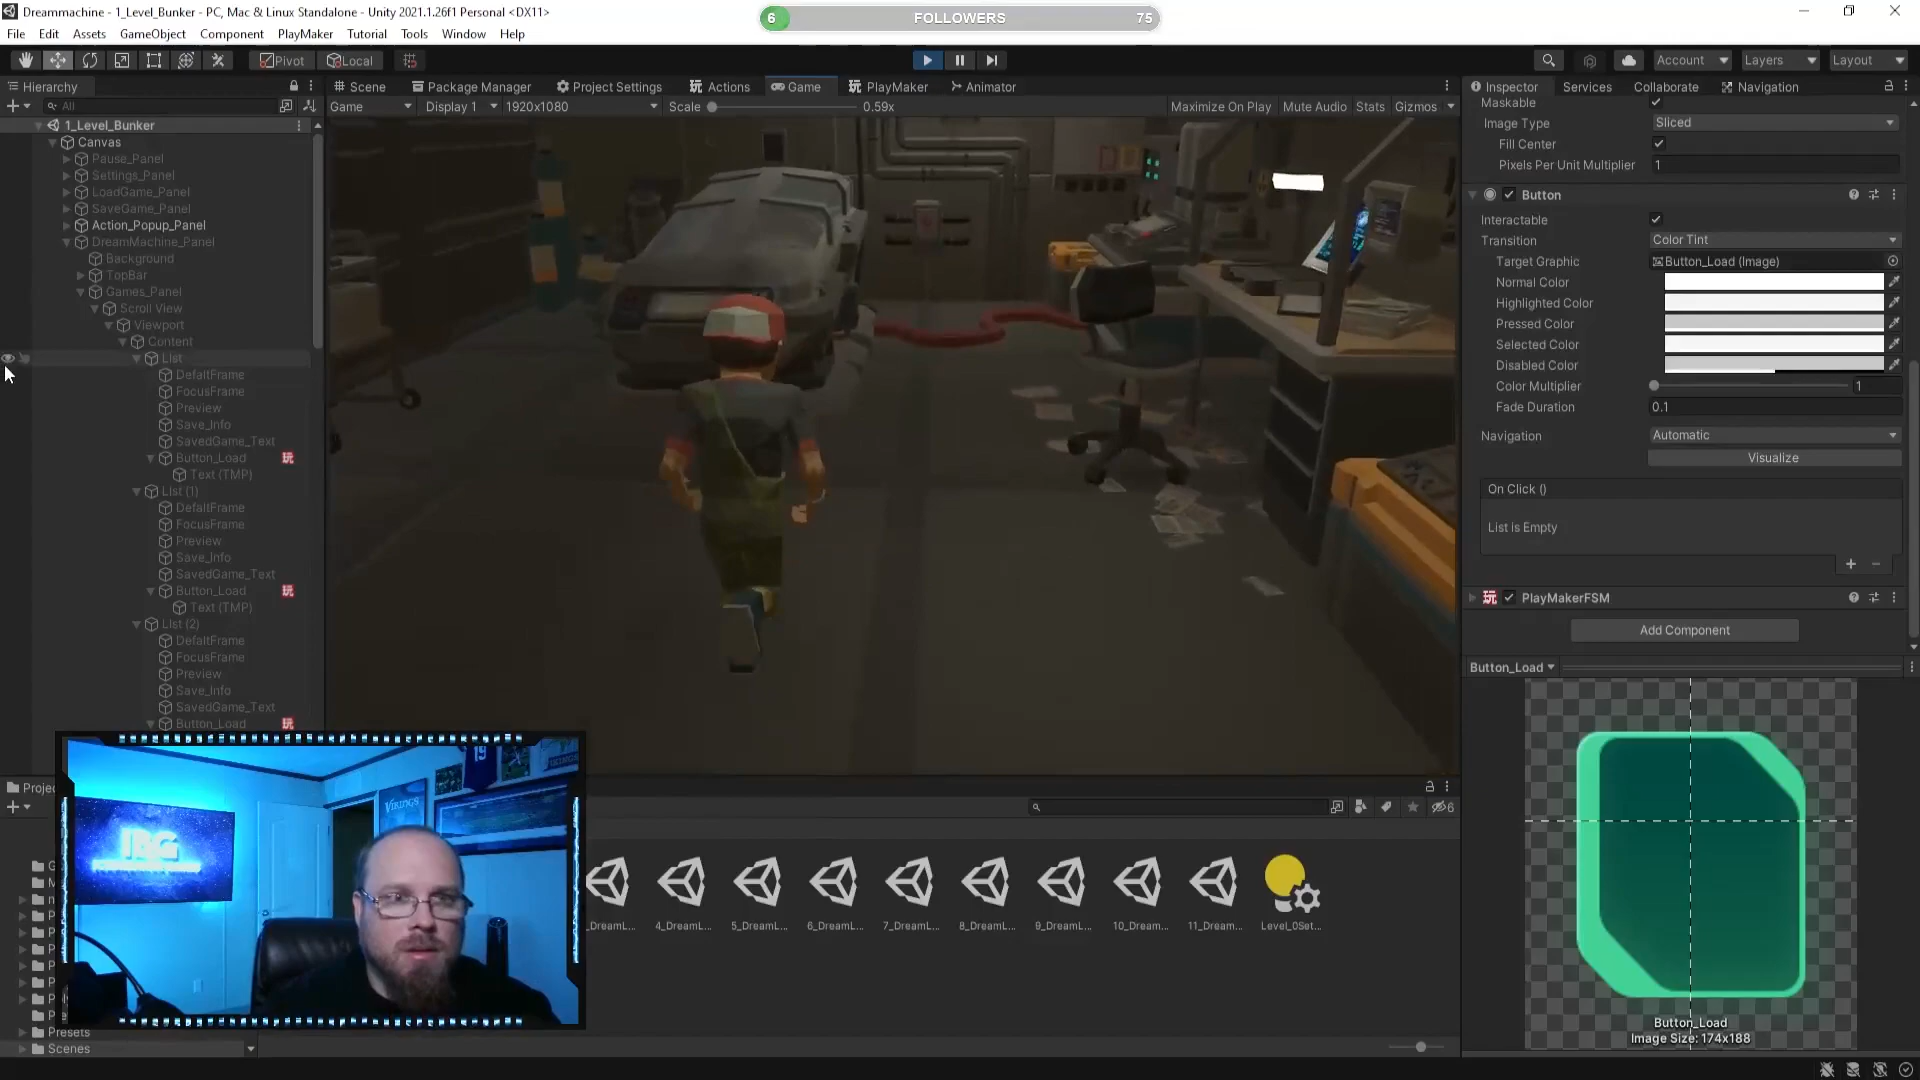 Dreammachine - 1_Level_Bunker - PC, Mac & Linux Standalone - Unity 2021.1.26f1 Personal <DX11>
6 FOLLOWERS 75
File Edit Assets GameObject Component PlayMaker Tutorial Tools Window Help
Pivot Local
Account Layers Layout
Hierarchy
Scene Package Manager Project Settings Actions Game PlayMaker Animator
Inspector Services Collaborate Navigation
All
Game Display 1 1920x1080 Scale 0.59x Maximize On Play Mute Audio Stats Gizmos
1_Level_Bunker
Canvas
Pause_Panel
Settings_Panel
LoadGame_Panel
SaveGame_Panel
Action_Popup_Panel
DreamMachine_Panel
Background
TopBar
Games_Panel
Scroll View
Viewport
Content
List
DefaltFrame
FocusFrame
Preview
Save_Info
SavedGame_Text
Button_Load
Text (TMP)
List (1)
DefaltFrame
FocusFrame
Preview
Save_Info
SavedGame_Text
Button_Load
Text (TMP)
List (2)
DefaltFrame
FocusFrame
Preview
Save_Info
SavedGame_Text
Button_Load
Maskable
Image Type Sliced
Fill Center
Pixels Per Unit Multiplier 1
Button
Interactable
Transition Color Tint
Target Graphic Button_Load (Image)
Normal Color
Highlighted Color
Pressed Color
Selected Color
Disabled Color
Color Multiplier 1
Fade Duration 0.1
Navigation Automatic
Visualize
On Click ()
List is Empty
PlayMakerFSM
Add Component
Button_Load
Button_Load
Image Size: 174x188
Projec
6
_DreamL... 4_DreamL... 5_DreamL... 6_DreamL... 7_DreamL... 8_DreamL... 9_DreamL... 10_Dream... 11_Dream... Level_0Set...
VIKINGS
IRG
19
Presets
Scenes